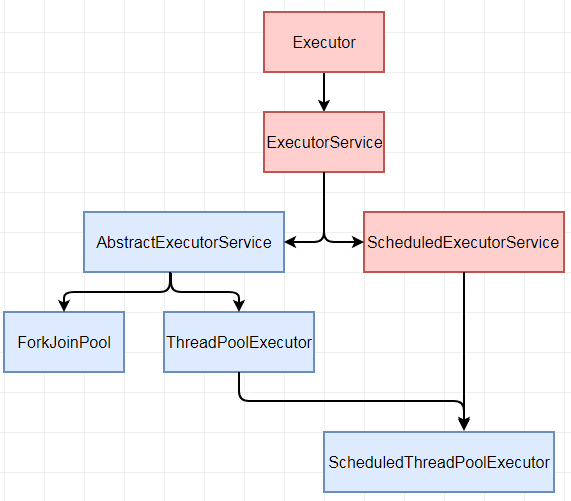 Executor
ExecutorService
AbstractExecutorService
ScheduledExecutorService
ForkJoinPool
ThreadPoolExecutor
ScheduledThreadPoolExecutor